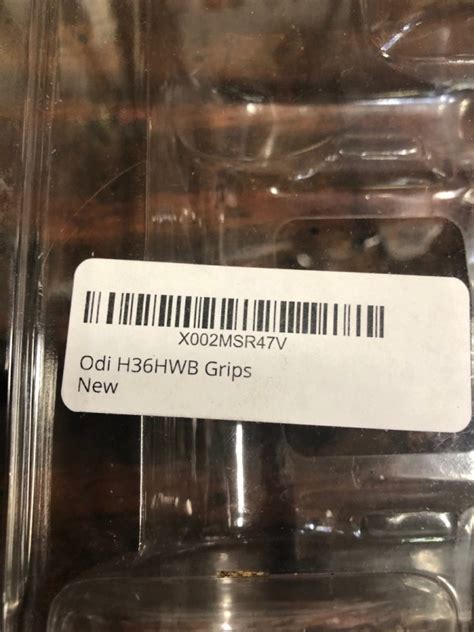 X002MSR47V
Odi H36HWB Grips
New